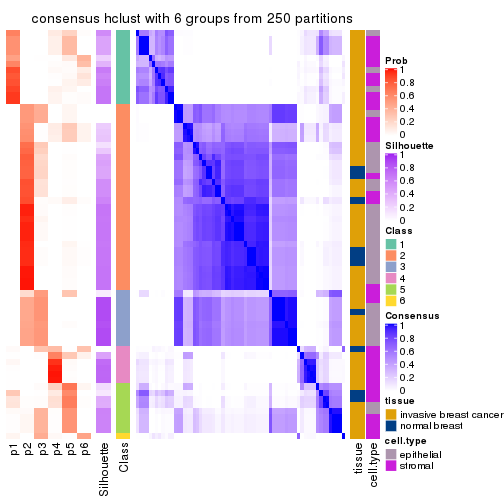 consensus hclust with 6 groups from 250 partitions
Prob
1
0.8
0.6
0.4
0.2
0
Silhouette
1
0.8
0.6
0.4
0.2
0
Class
1
2
3
4
5
6
Consensus
1
0.8
0.6
0.4
0.2
0
tissue
invasive breast cancer
normal breast
cell.type
epithelial
stromal
p1
p2
p3
p4
p5
p6
Silhouette
Class
tissue
cell.type